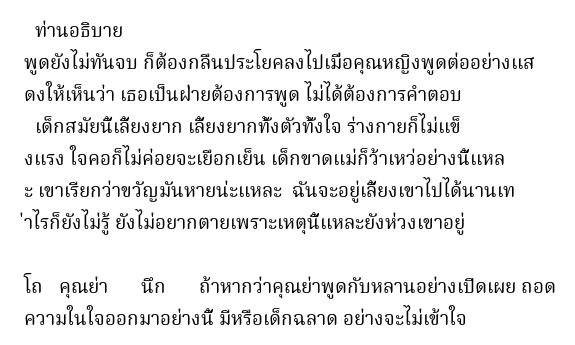 ท่านอธิบาย
พูดยังไม่ทันจบ ก็ต้องกลืนประโยคลงไปเมื่อคุณหญิงพูดต่ออย่างแส
ดงให้เห็นว่า เธอเป็นฝ่ายต้องการพูด ไม่ได้ต้องการคำตอบ
เด็กสมัยนี้เลี้ยงยาก เลี้ยงยากทั้งตัวทั้งใจ ร่างกายก็ไม่แข็
งแรง ใจคอก็ไม่ค่อยจะเยือกเย็น เด็กขาดแม่ก็ว้าเหว่อย่างนี้แหล
ะ เขาเรียกว่าขวัญมันหายน่ะแหละ ฉันจะอยู่เลี้ยงเขาไปได้นานเท
่าไรก็ยังไม่รู้ ยังไม่อยากตายเพราะเหตุนี้แหละยังห่วงเขาอยู่
โถ คุณย่า นึก ถ้าหากว่าคุณย่าพูดกับหลานอย่างเปิดเผย ถอด
ความในใจออกมาอย่างนี้ มีหรือเด็กฉลาด อย่างจะไม่เข้าใจ